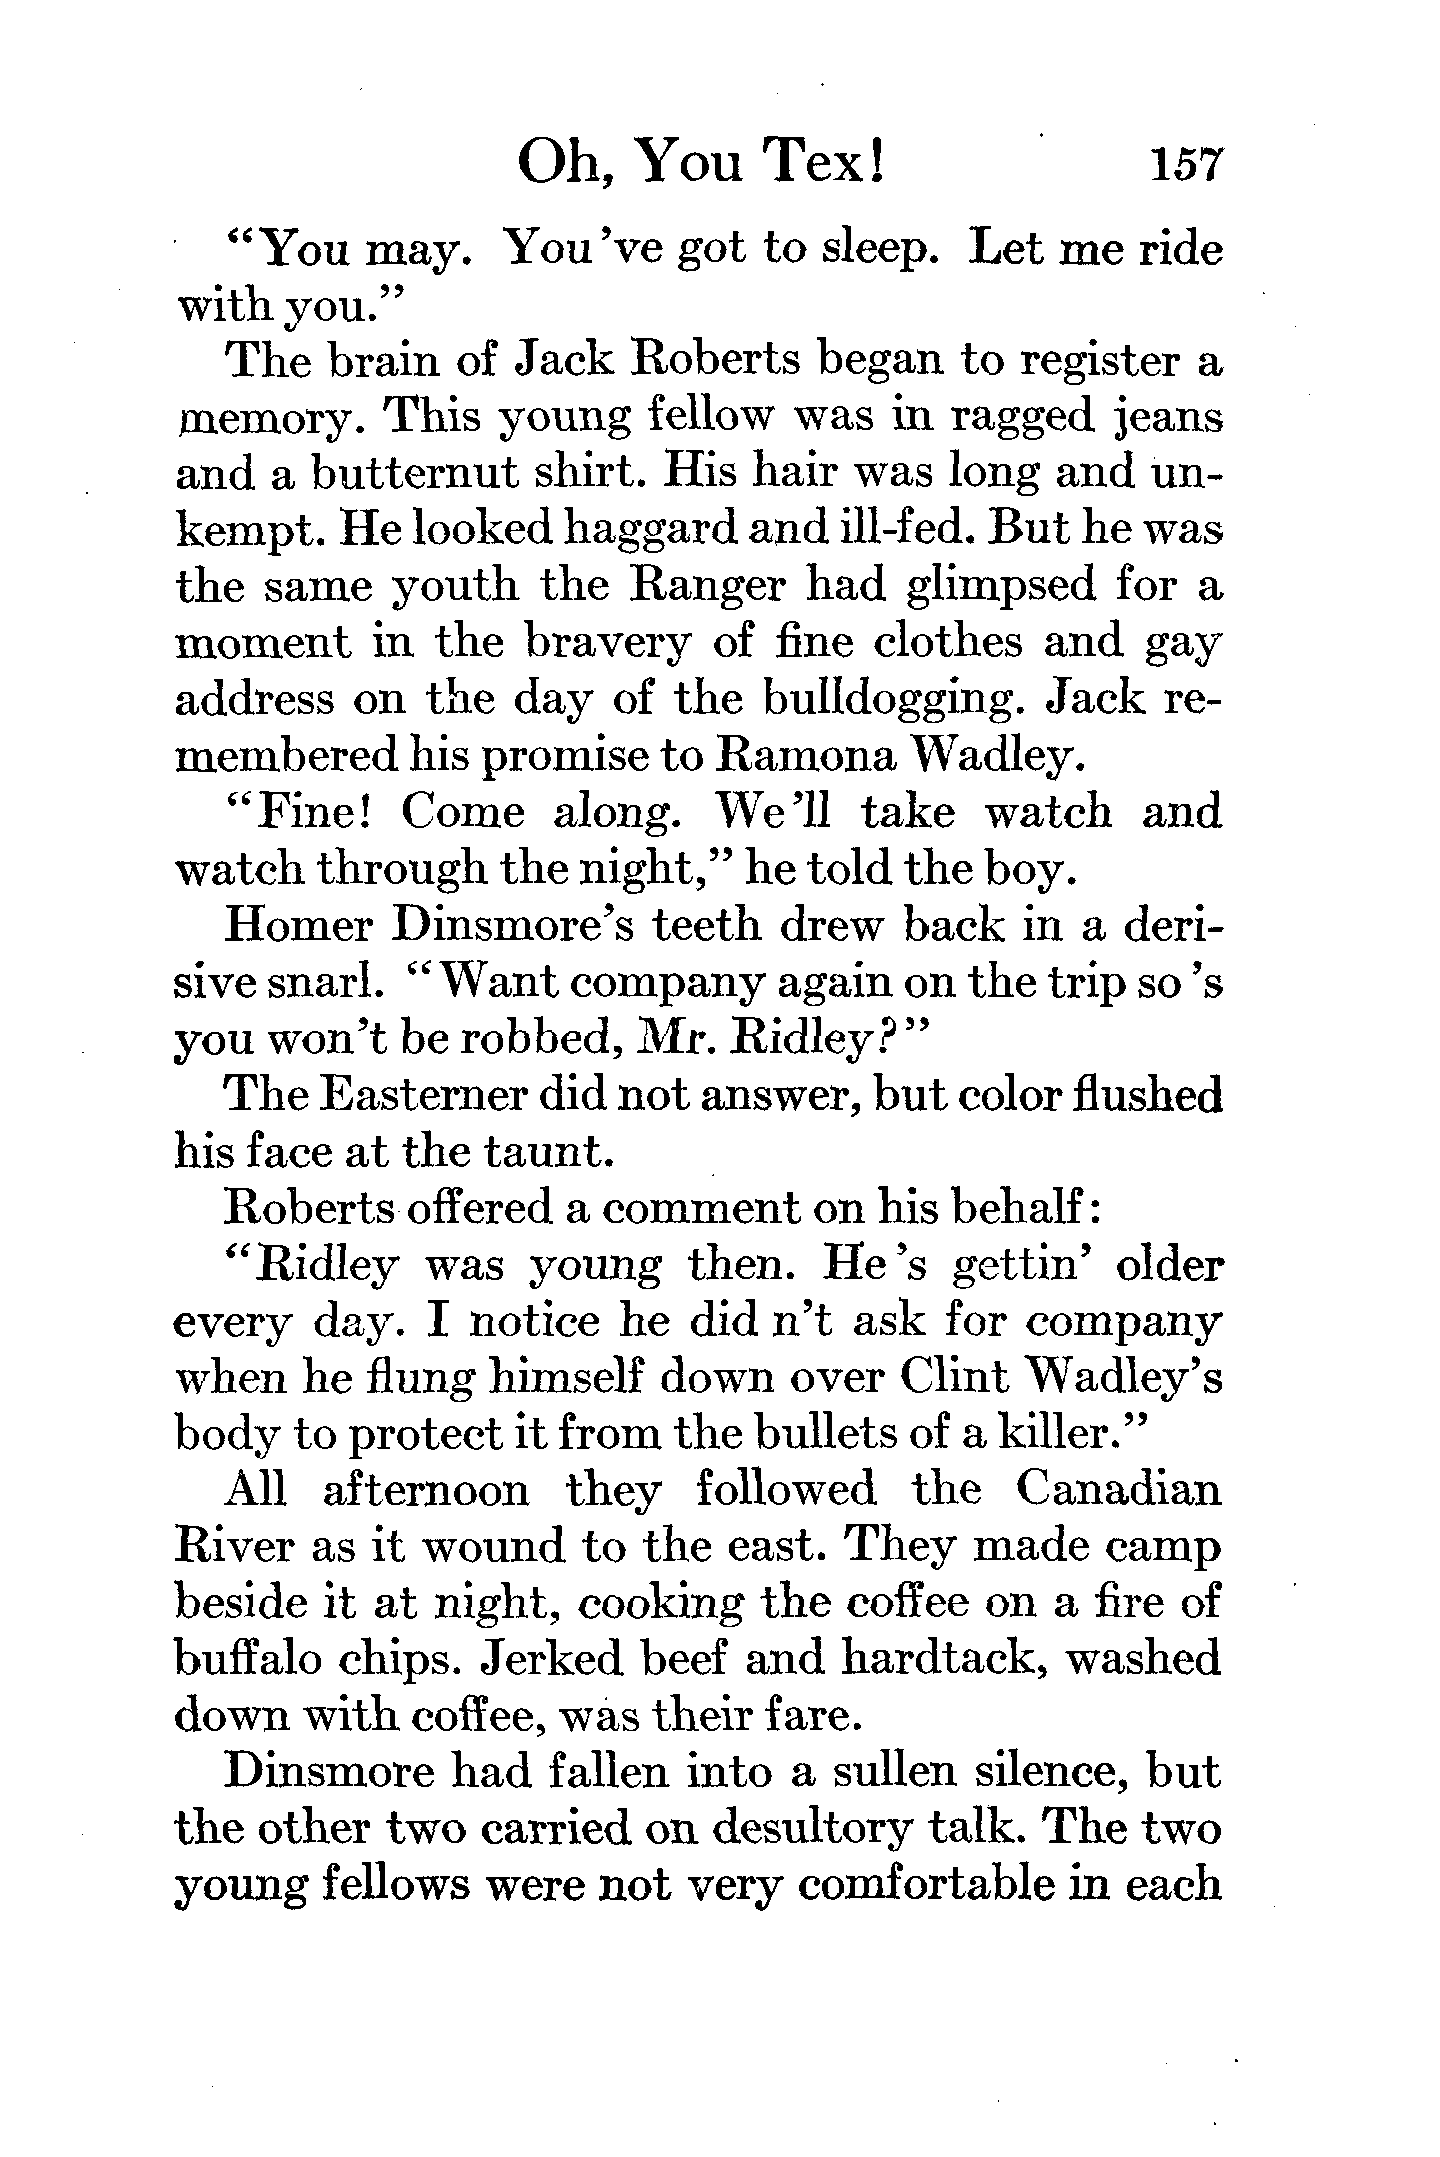 Oh, You Tex! 157
“You may. You 've got to sleep. Let me ride
with you.”
The brain of Jack Roberts began to register a
memory. This young fellow was in ragged jeans
and a butternut shirt. His hair was long and un-
kempt. He looked haggard and ill-fed. But he was
the same youth the Ranger had glimpsed for a
moment in the bravery of fine clothes and gay
address on the day of the bulldogging. Jack re-
membered his promise to Ramona Wadley.
“Fine! Come along. We 'll take watch and
watch through the night,” he told the boy.
Homer Dinsmore's teeth drew back in a deri-
sive snarl. “Want company again on the trip so 's
you won't be robbed, Mr. Ridley?”
The Easterner did not answer, but color flushed
his face at the taunt.
Roberts offered a comment on his behalf:
“Ridley was young then. He 's gettin' older
every day. I notice he did n't ask for company
when he flung himself down over Clint Wadley's
body to protect it from the bullets of a killer.”
All afternoon they followed the Canadian
River as it wound to the east. They made camp
beside it at night, cooking the coffee on a fire of
buffalo chips. Jerked beef and hardtack, washed
down with coffee, was their fare.
Dinsmore had fallen into a sullen silence, but
the other two carried on desultory talk. The two
young fellows were not very comfortable in each